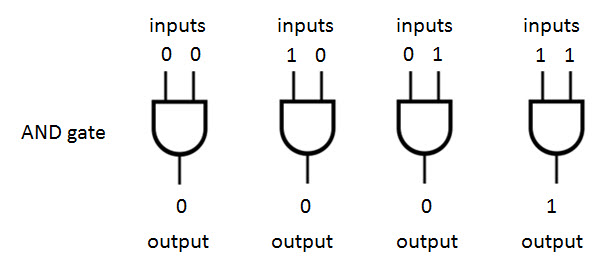 inputs inputs inputs inputs
0 0 1 0 0 1 1 1
AND gate
0 0 0 1
output output output output